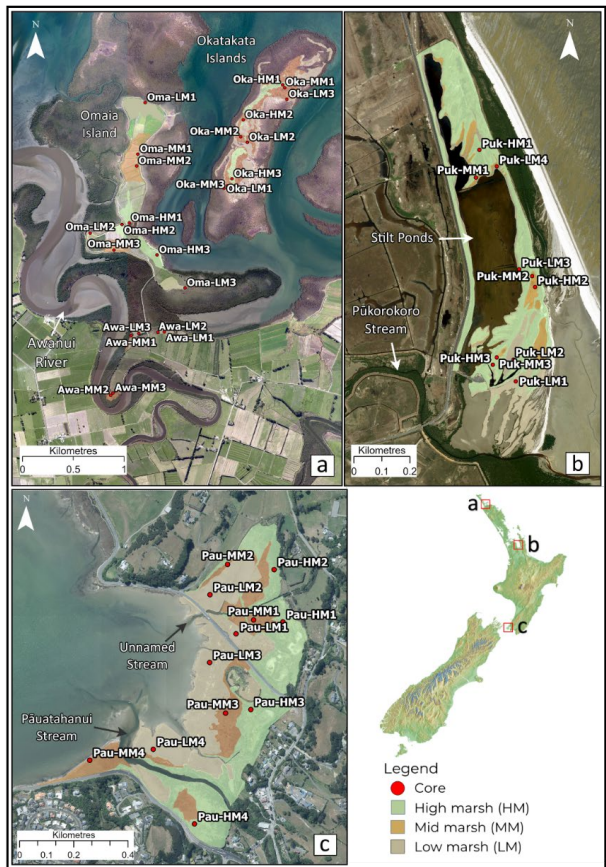 N
Okatakata
Islands
Oma-LM1
Omaia
Island
Oka-HM1
Oka-MM1
Oka-LM3
Oka-HM2
Oka-MM2
Oka-LM2
Oma-MM1
Oma-MM2
Oka-HM3
Oka-MM3
Oka-LM1
Oma-HM1
Oma-LM2
Oma-HM2
Oma-MM3
Oma-HM3
Oma-LM3
Awanui
River
Awa-LM3
Awa-LM2
Awa-MM1
Awa-LM1
Awa-MM2
Awa-MM3
Kilometres
0 0.5 1
a
N
Puk-HM1
Puk-LM4
Puk-MM1
Stilt Ponds
Puk-LM3
Puk-MM2
Puk-HM2
Pūkorokoro
Stream
Puk-HM3
Puk-LM2
Puk-MM3
Puk-LM1
Kilometres
0 0.1 0.2
b
N
Pau-MM2
Pau-HM2
Pau-LM2
Pau-MM1
Pau-HM1
Pau-LM1
Unnamed
Stream
Pau-LM3
Pau-HM3
Pau-MM3
Pāuatahanui
Stream
Pau-LM4
Pau-MM4
Pau-HM4
Kilometres
0 0.2 0.4
c
a
b
c
Legend
Core
High marsh (HM)
Mid marsh (MM)
Low marsh (LM)